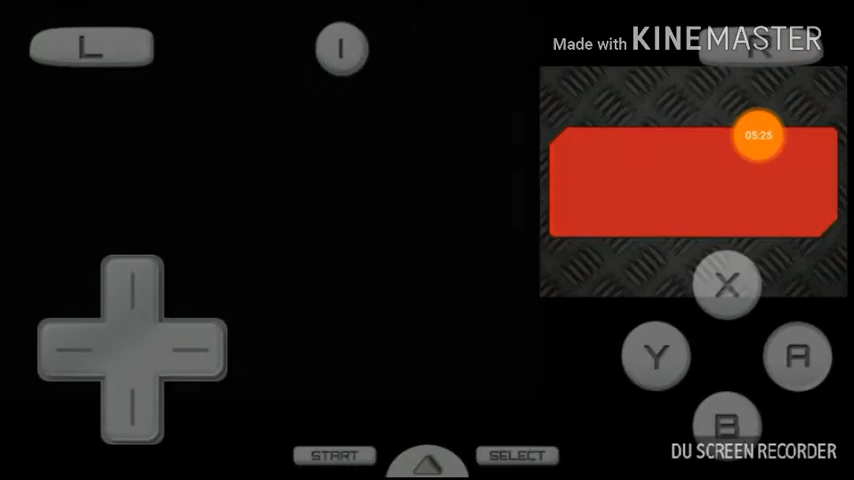 Made with KINEMASTER
L
R
05:25
X
Y
A
B
START
SELECT
DU SCREEN RECORDER